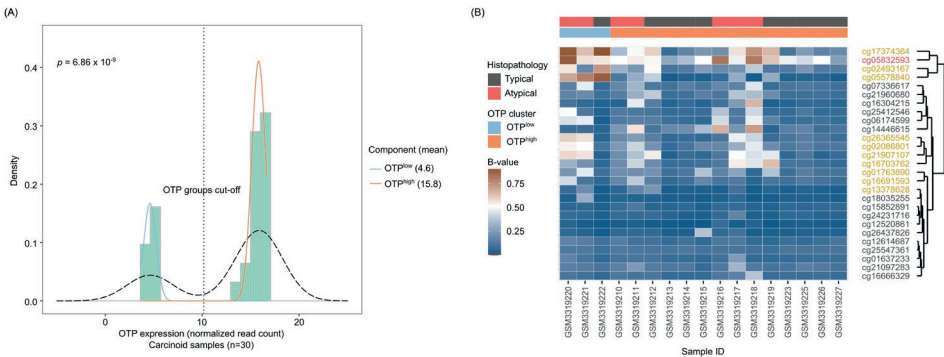 (A)
p = 6.86 x 10-9
OTP groups cut-off
Density
0.4
0.3
0.2
0.1
0.0
0
10
20
OTP expression (normalized read count)
Carcinoid samples (n=30)
Component (mean)
OTPlow (4.6)
OTPhigh (15.8)
(B)
Histopathology
Typical
Atypical
OTP cluster
OTPlow
OTPhigh
B-value
0.75
0.50
0.25
cg17374384
cg05832593
cg02493167
cg05578840
cg07336617
cg21960680
cg16304215
cg25412546
cg06174599
cg14446615
cg26365545
cg02086801
cg21907107
cg16703762
cg01763890
cg16691593
cg13378628
cg18035255
cg15852891
cg24231716
cg12520861
cg26437826
cg12614687
cg25547361
cg01637233
cg21097283
cg16666329
GSM3319220
GSM3319221
GSM3319222
GSM3319210
GSM3319211
GSM3319212
GSM3319213
GSM3319214
GSM3319215
GSM3319216
GSM3319217
GSM3319218
GSM3319219
GSM3319223
GSM3319225
GSM3319226
GSM3319227
Sample ID